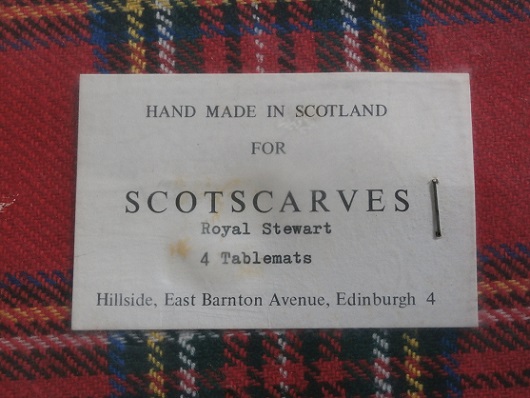 HAND MADE IN SCOTLAND
FOR
SCOTSCARVES
Royal Stewart
4 Tablemats
Hillside, East Barnton Avenue, Edinburgh 4